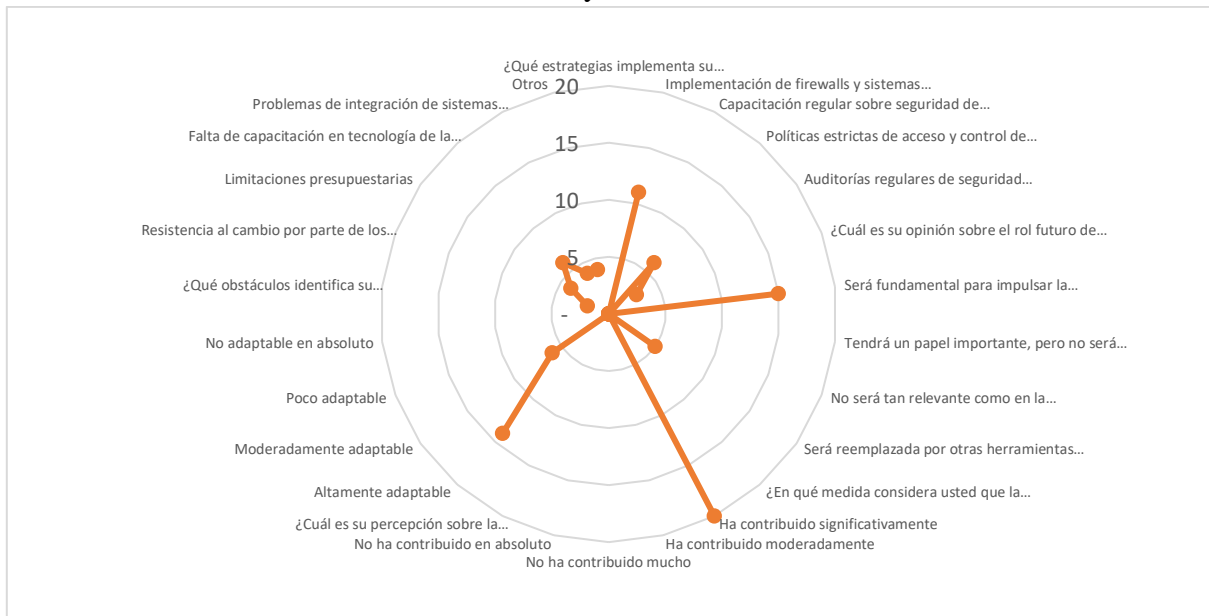 ¿Qué estrategias implementa su…
Implementación de firewalls y sistemas…
Capacitación regular sobre seguridad de…
Políticas estrictas de acceso y control de…
Auditorías regulares de seguridad…
¿Cuál es su opinión sobre el rol futuro de…
Será fundamental para impulsar la…
Tendrá un papel importante, pero no será…
No será tan relevante como en la…
Será reemplazada por otras herramientas…
¿En qué medida considera usted que la…
Ha contribuido significativamente
Ha contribuido moderadamente
No ha contribuido mucho
No ha contribuido en absoluto
¿Cuál es su percepción sobre la…
Altamente adaptable
Moderadamente adaptable
Poco adaptable
No adaptable en absoluto
¿Qué obstáculos identifica su…
Resistencia al cambio por parte de los…
Limitaciones presupuestarias
Falta de capacitación en tecnología de la…
Problemas de integración de sistemas…
Otros
20
15
10
5
-